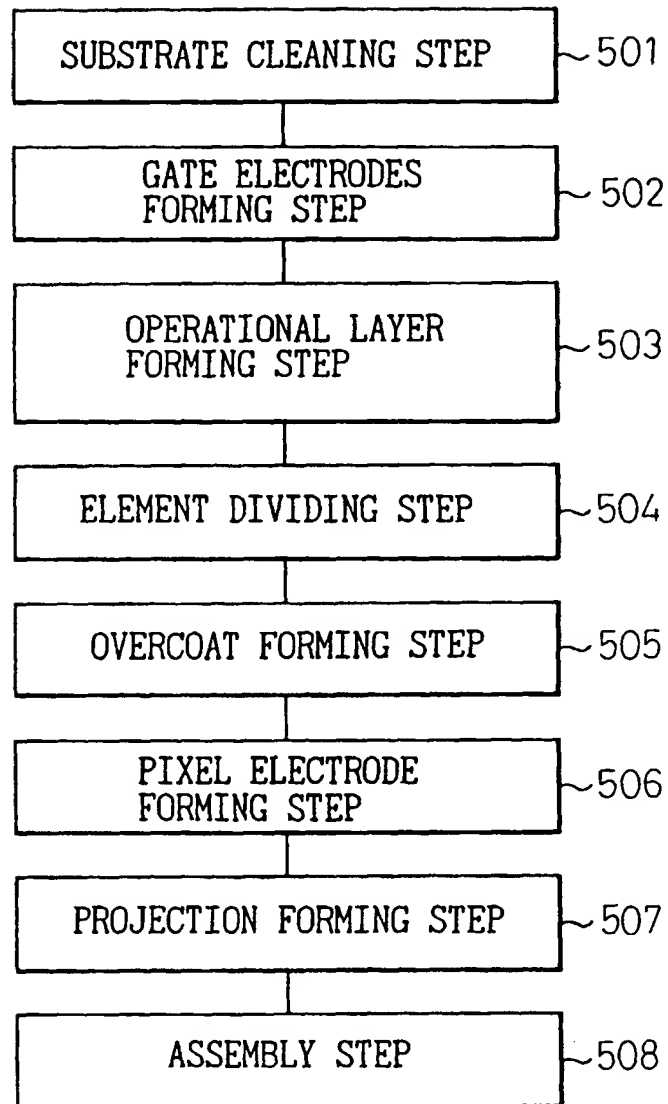 SUBSTRATE CLEANING STEP 501
GATE ELECTRODES
FORMING STEP 502
OPERATIONAL LAYER
FORMING STEP 503
ELEMENT DIVIDING STEP 504
OVERCOAT FORMING STEP 505
PIXEL ELECTRODE
FORMING STEP 506
PROJECTION FORMING STEP 507
ASSEMBLY STEP 508